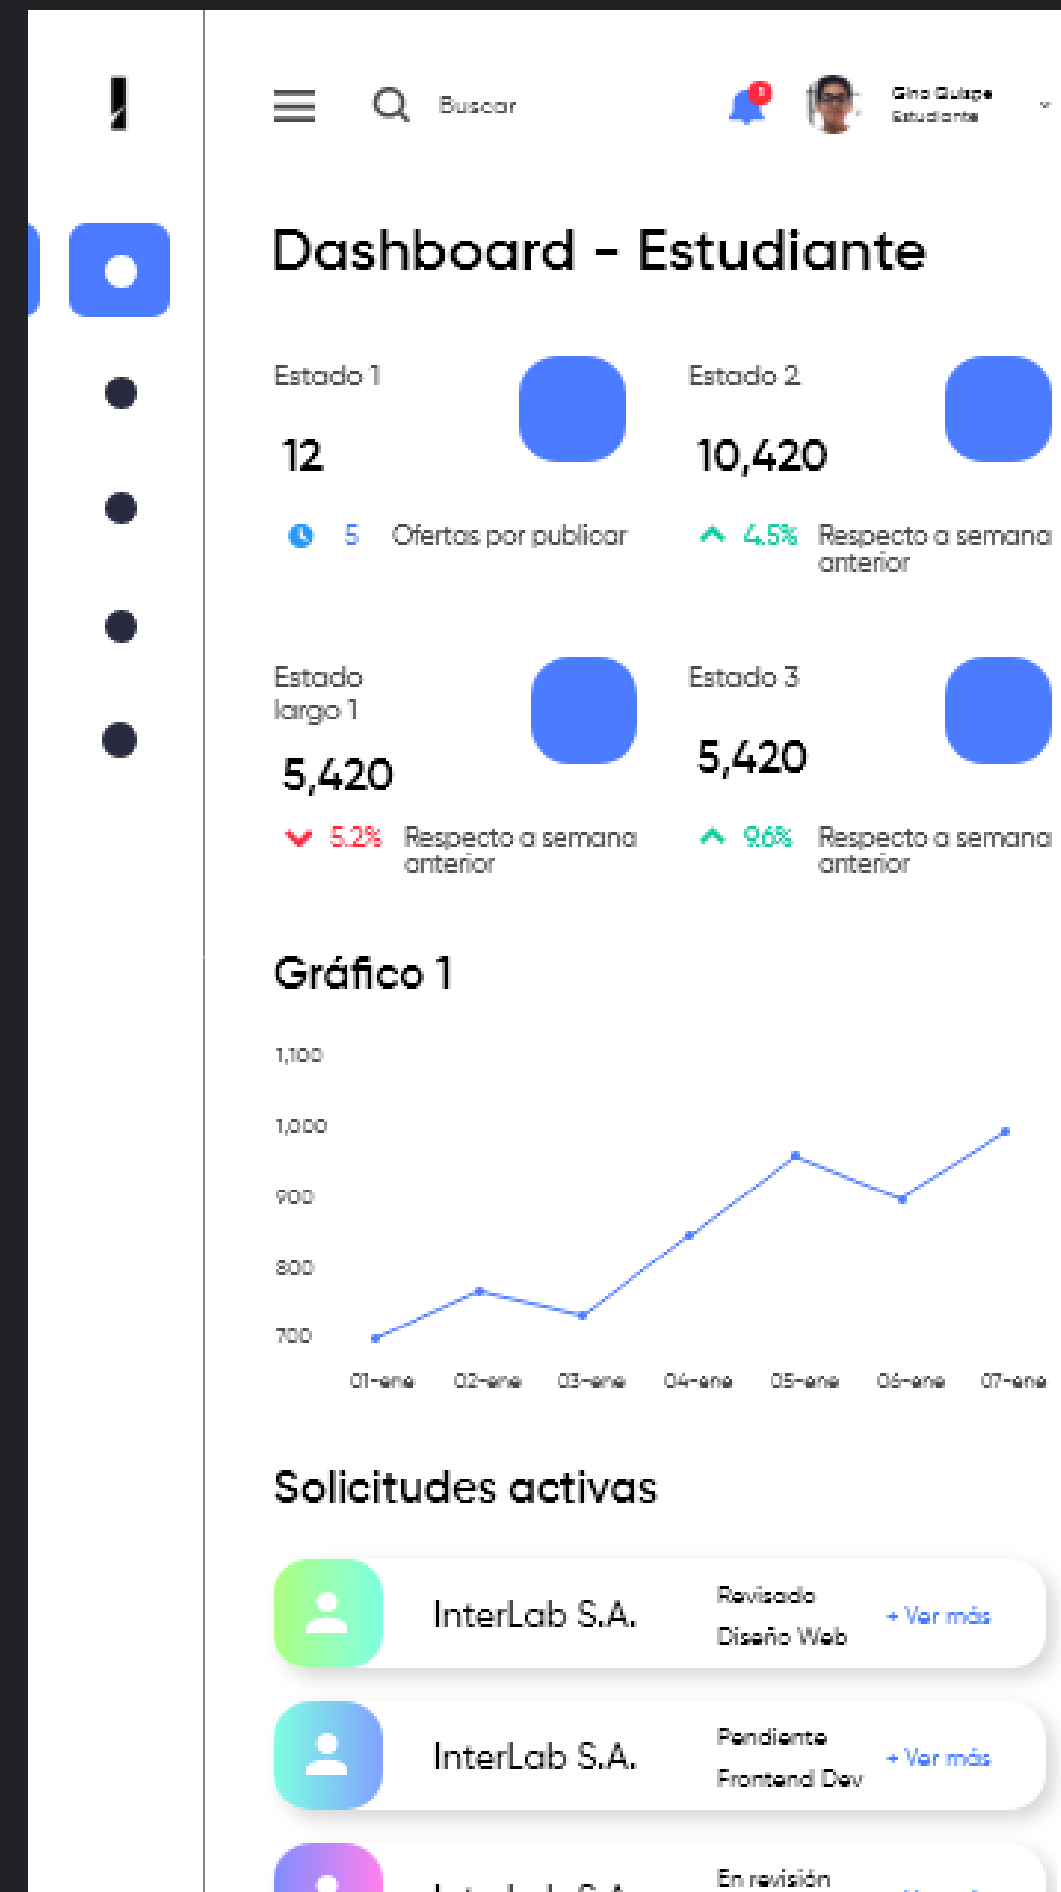 Buscar
1
Gino Quispe
Estudiante
Dashboard - Estudiante
Estado 1
12
5 Ofertas por publicar
Estado 2
10,420
4.5% Respecto a semana
anterior
Estado
largo 1
5,420
5.2% Respecto a semana
anterior
Estado 3
5,420
9.6% Respecto a semana
anterior
Gráfico 1
1,100
1,000
900
800
700
01-ene 02-ene 03-ene 04-ene 05-ene 06-ene 07-ene
Solicitudes activas
InterLab S.A.
Revisado
Diseño Web
+ Ver más
InterLab S.A.
Pendiente
Frontend Dev
+ Ver más
En revisión